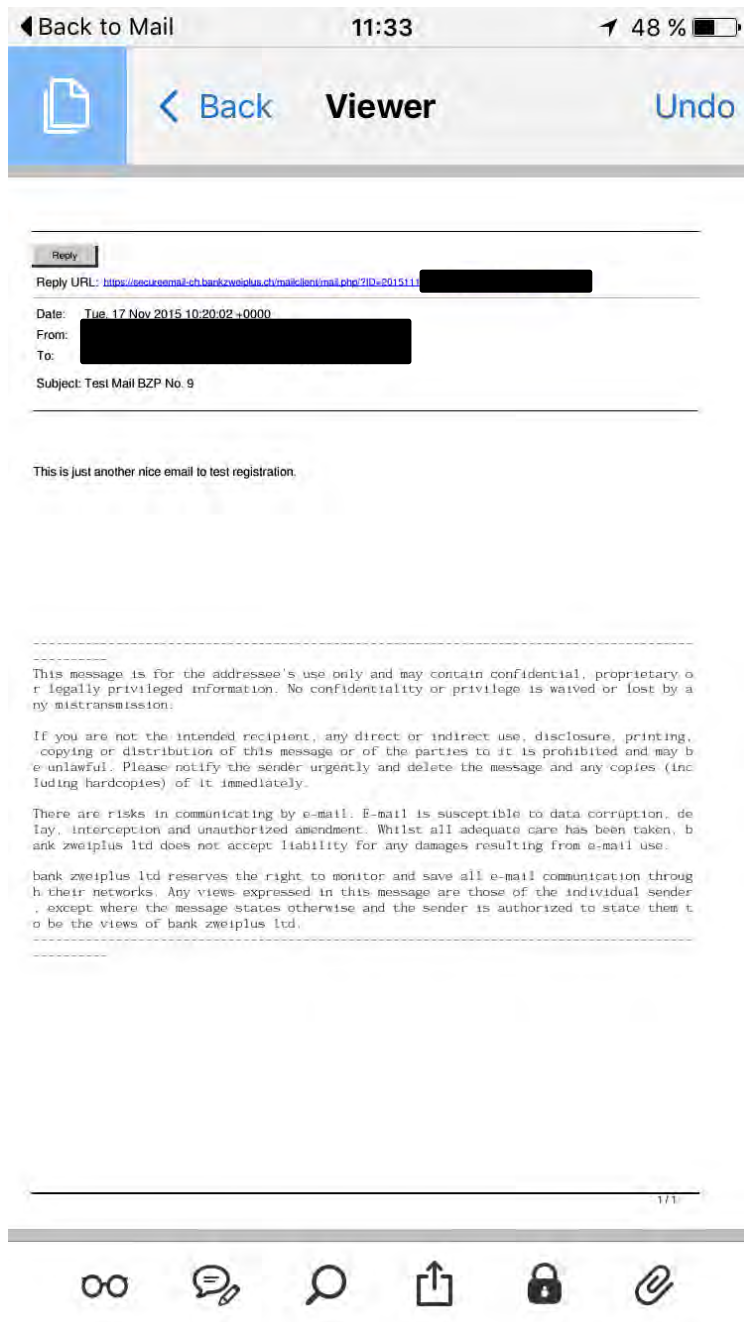 Back to Mail 11:33 48 %
Back Viewer Undo
Reply
Reply URL: https://secureemail-ch.bankzweiplus.ch/mailclient/mail.php/?ID=2015111
Date: Tue, 17 Nov 2015 10:20:02 +0000
From:
To:
Subject: Test Mail BZP No. 9
This is just another nice email to test registration.
--------------------------------------------------------------------------------
----------
This message is for the addressee's use only and may contain confidential, proprietary o
r legally privileged information. No confidentiality or privilege is waived or lost by a
ny mistransmission.
If you are not the intended recipient, any direct or indirect use, disclosure, printing,
copying or distribution of this message or of the parties to it is prohibited and may b
e unlawful. Please notify the sender urgently and delete the message and any copies (inc
luding hardcopies) of it immediately.
There are risks in communicating by e-mail. E-mail is susceptible to data corruption, de
lay, interception and unauthorized amendment. Whilst all adequate care has been taken, b
ank zweiplus ltd does not accept liability for any damages resulting from e-mail use.
bank zweiplus ltd reserves the right to monitor and save all e-mail communication throug
h their networks. Any views expressed in this message are those of the individual sender
, except where the message states otherwise and the sender is authorized to state them t
o be the views of bank zweiplus ltd.
--------------------------------------------------------------------------------
----------
1 / 1